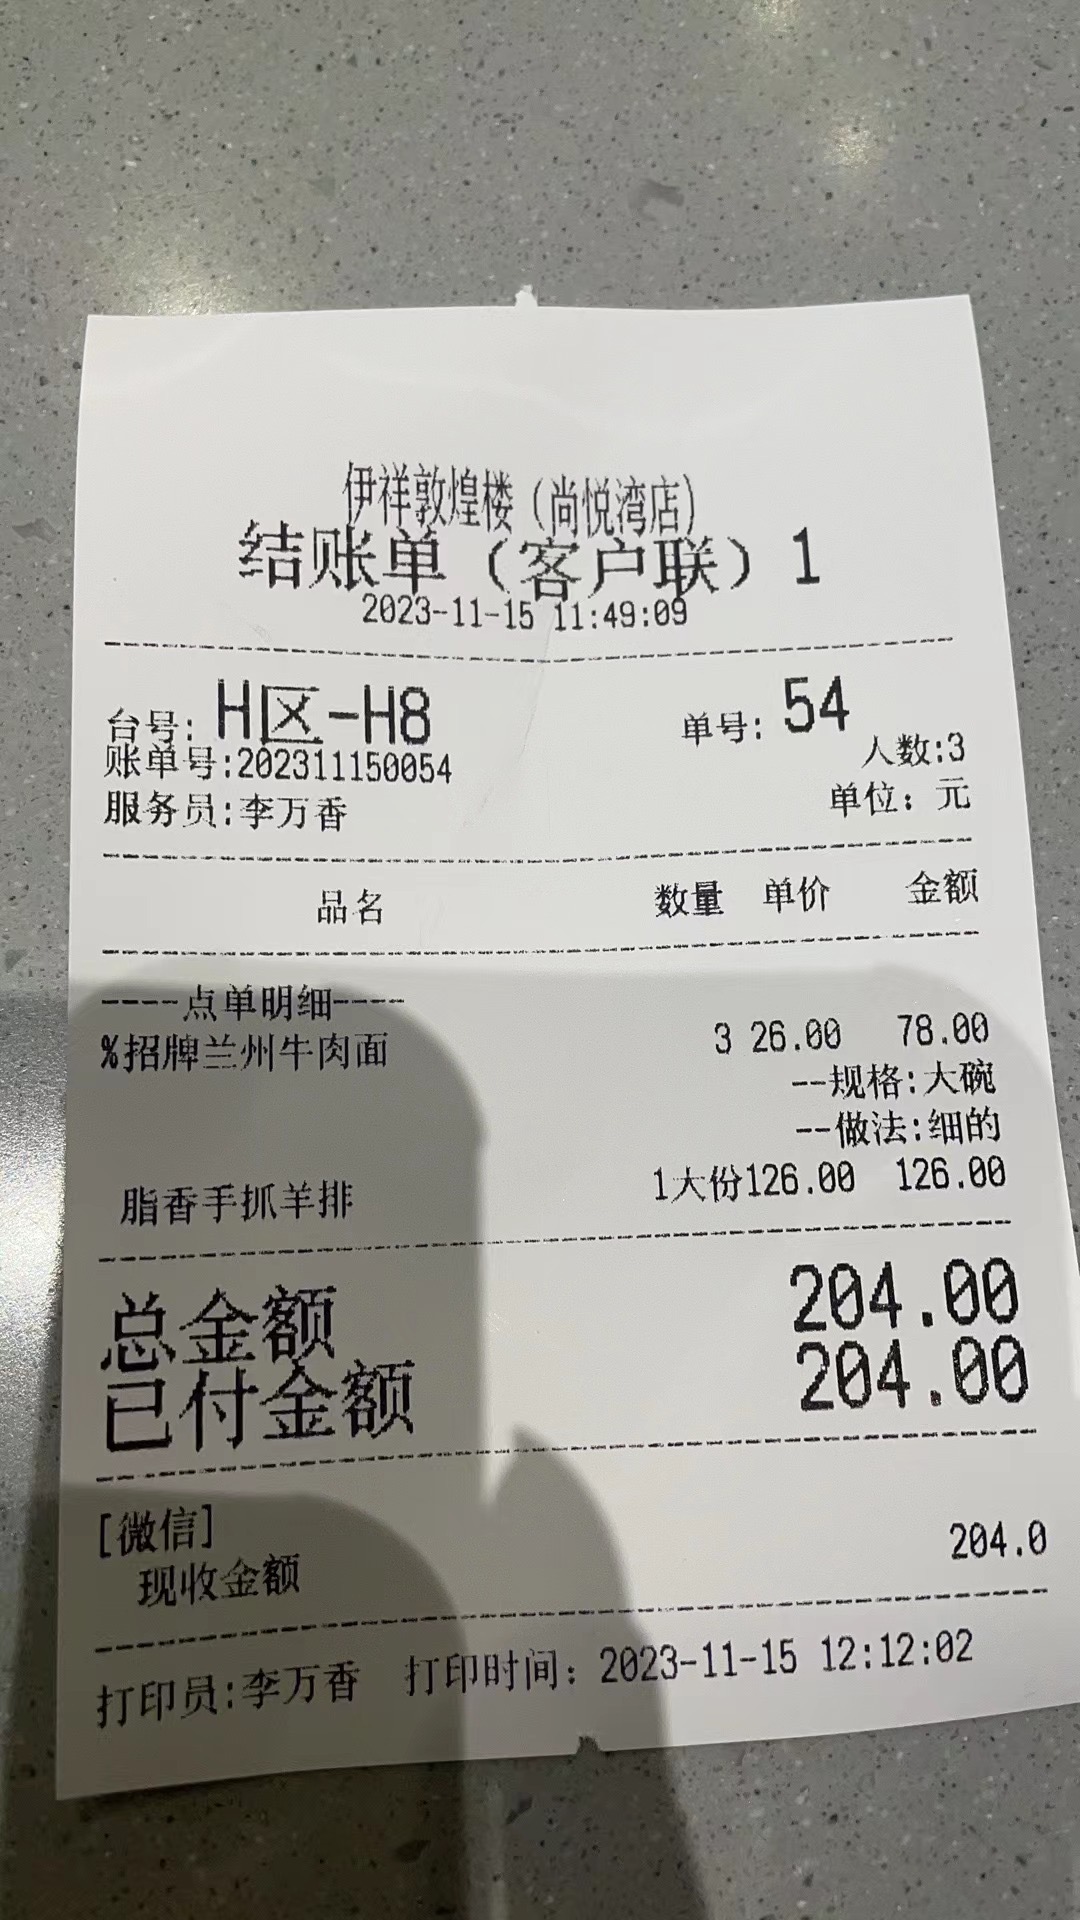 伊祥敦煌楼（尚悦湾店）
结账单（客户联）1
2023-11-15 11:49:09
台号: H区-H8 单号: 54
人数:3
账单号:202311150054
服务员:李万香 单位: 元
品名 数量 单价 金额
----点单明细----
%招牌兰州牛肉面 3 26.00 78.00
--规格:大碗
--做法:细的
脂香手抓羊排 1大份126.00 126.00
总金额 204.00
已付金额 204.00
[微信]
现收金额 204.0
打印员:李万香 打印时间: 2023-11-15 12:12:02